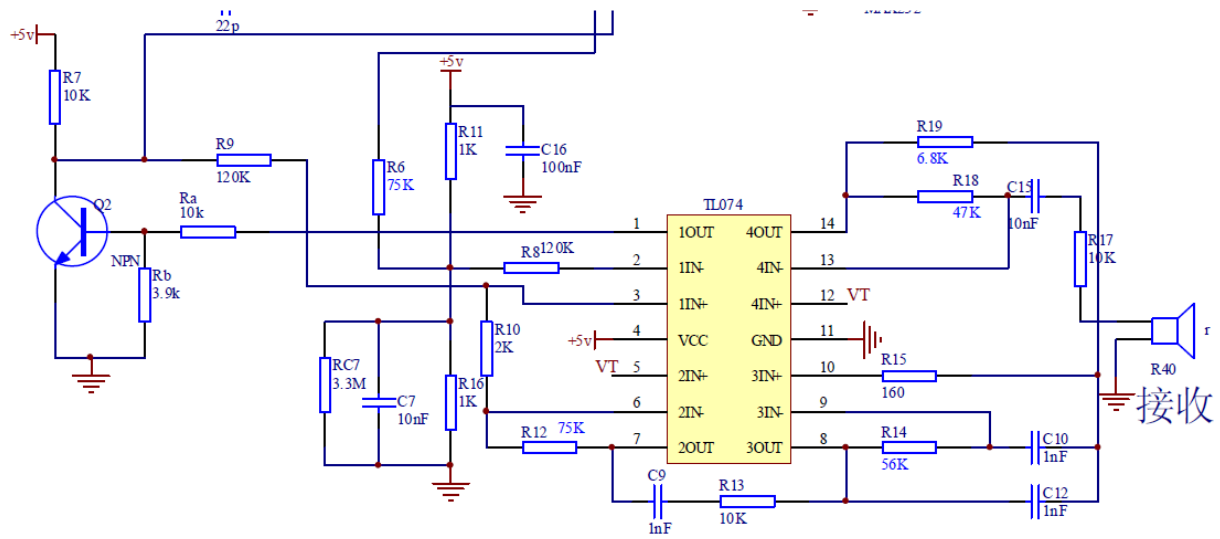 22p
+5v
R7
10K
R9
120K
Ra
10k
Q2
NPN
Rb
3.9k
+5v
R11
1K
C16
100nF
R6
75K
R8
120K
R10
2K
RC7
3.3M
C7
10nF
R16
1K
R12
75K
TL074
1 1OUT 4OUT 14
2 1IN- 4IN- 13
3 1IN+ 4IN+ 12 VT
+5v 4 VCC GND 11
VT 5 2IN+ 3IN+ 10
6 2IN- 3IN- 9
7 2OUT 3OUT 8
R19
6.8K
R18
47K
C15
10nF
R17
10K
r
R40
接收
R15
160
R14
56K
C10
1nF
C12
1nF
C9
1nF
R13
10K